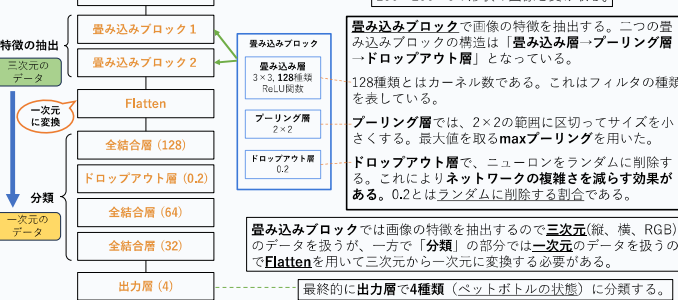 畳み込みブロック 1
畳み込みブロック 2
Flatten
全結合層 (128)
ドロップアウト層 (0.2)
全結合層 (64)
全結合層 (32)
出力層 (4)
特徴の抽出
三次元の
データ
一次元
に変換
分類
一次元の
データ
畳み込みブロック
畳み込み層
3×3, 128種類
ReLU関数
プーリング層
2×2
ドロップアウト層
0.2
畳み込みブロックで画像の特徴を抽出する。二つの畳
み込みブロックの構造は「畳み込み層→プーリング層
→ドロップアウト層」となっている。
128種類とはカーネル数である。これはフィルタの種類
を表している。
プーリング層では、2×2の範囲に区切ってサイズを小
さくする。最大値を取るmaxプーリングを用いた。
ドロップアウト層で、ニューロンをランダムに削除す
る。これによりネットワークの複雑さを減らす効果が
ある。0.2とはランダムに削除する割合である。
畳み込みブロックでは画像の特徴を抽出するので三次元(縦、横、RGB)
のデータを扱うが、一方で「分類」の部分では一次元のデータを扱うの
でFlattenを用いて三次元から一次元に変換する必要がある。
最終的に出力層で4種類（ペットボトルの状態）に分類する。